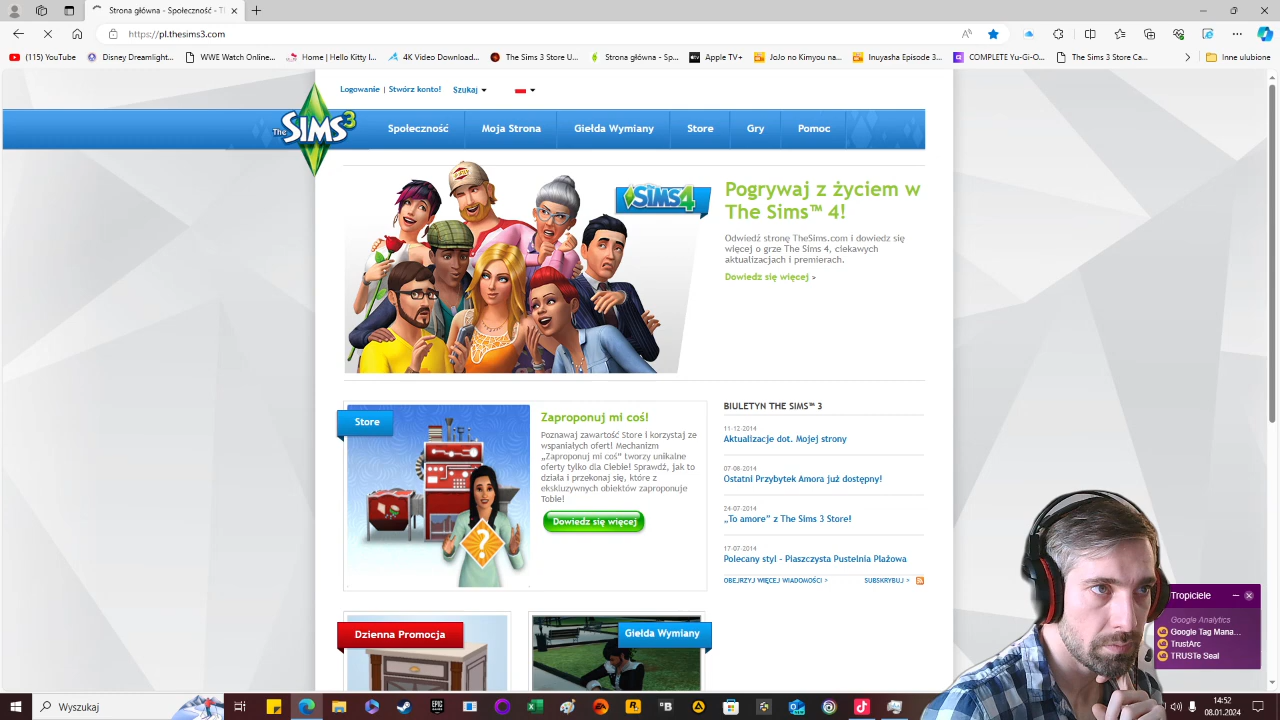 Społeczność - The Sims™ 3
https://pl.thesims3.com
(115) YouTube
Disney Dreamlight...
WWE Watch Online...
Home | Hello Kitty I...
4K Video Download...
The Sims 3 Store U...
Strona główna – Sp...
Apple TV+
JoJo no Kimyou na...
Inuyasha Episode 3...
COMPLETE Yu-Gi-O...
The Sims 3 Store Ca...
Inne ulubione
Logowanie | Stwórz konto! Szukaj
The SIMS 3
Społeczność
Moja Strona
Giełda Wymiany
Store
Gry
Pomoc
The SIMS 4
Pogrywaj z życiem w
The Sims™ 4!
Odwiedź stronę TheSims.com i dowiedz się
więcej o grze The Sims 4, ciekawych
aktualizacjach i premierach.
Dowiedz się więcej >
Store
Zaproponuj mi coś!
Poznawaj zawartość Store i korzystaj ze
wspaniałych ofert! Mechanizm
„Zaproponuj mi coś” tworzy unikalne
oferty tylko dla Ciebie! Sprawdź, jak to
działa i przekonaj się, które z
ekskluzywnych obiektów zaproponuje
Tobie!
Dowiedz się więcej
BIULETYN THE SIMS™ 3
11-12-2014
Aktualizacje dot. Mojej strony
07-08-2014
Ostatni Przybytek Amora już dostępny!
24-07-2014
„To amore” z The Sims 3 Store!
17-07-2014
Polecany styl - Piaszczysta Pustelnia Plażowa
OBEJRZYJ WIĘCEJ WIADOMOŚCI >
SUBSKRYBUJ >
Dzienna Promocja
Giełda Wymiany
Tropiciele
Google Analytics
Google Tag Mana...
TrustArc
TRUSTe Seal
Wyszukaj
14:52
08.01.2024